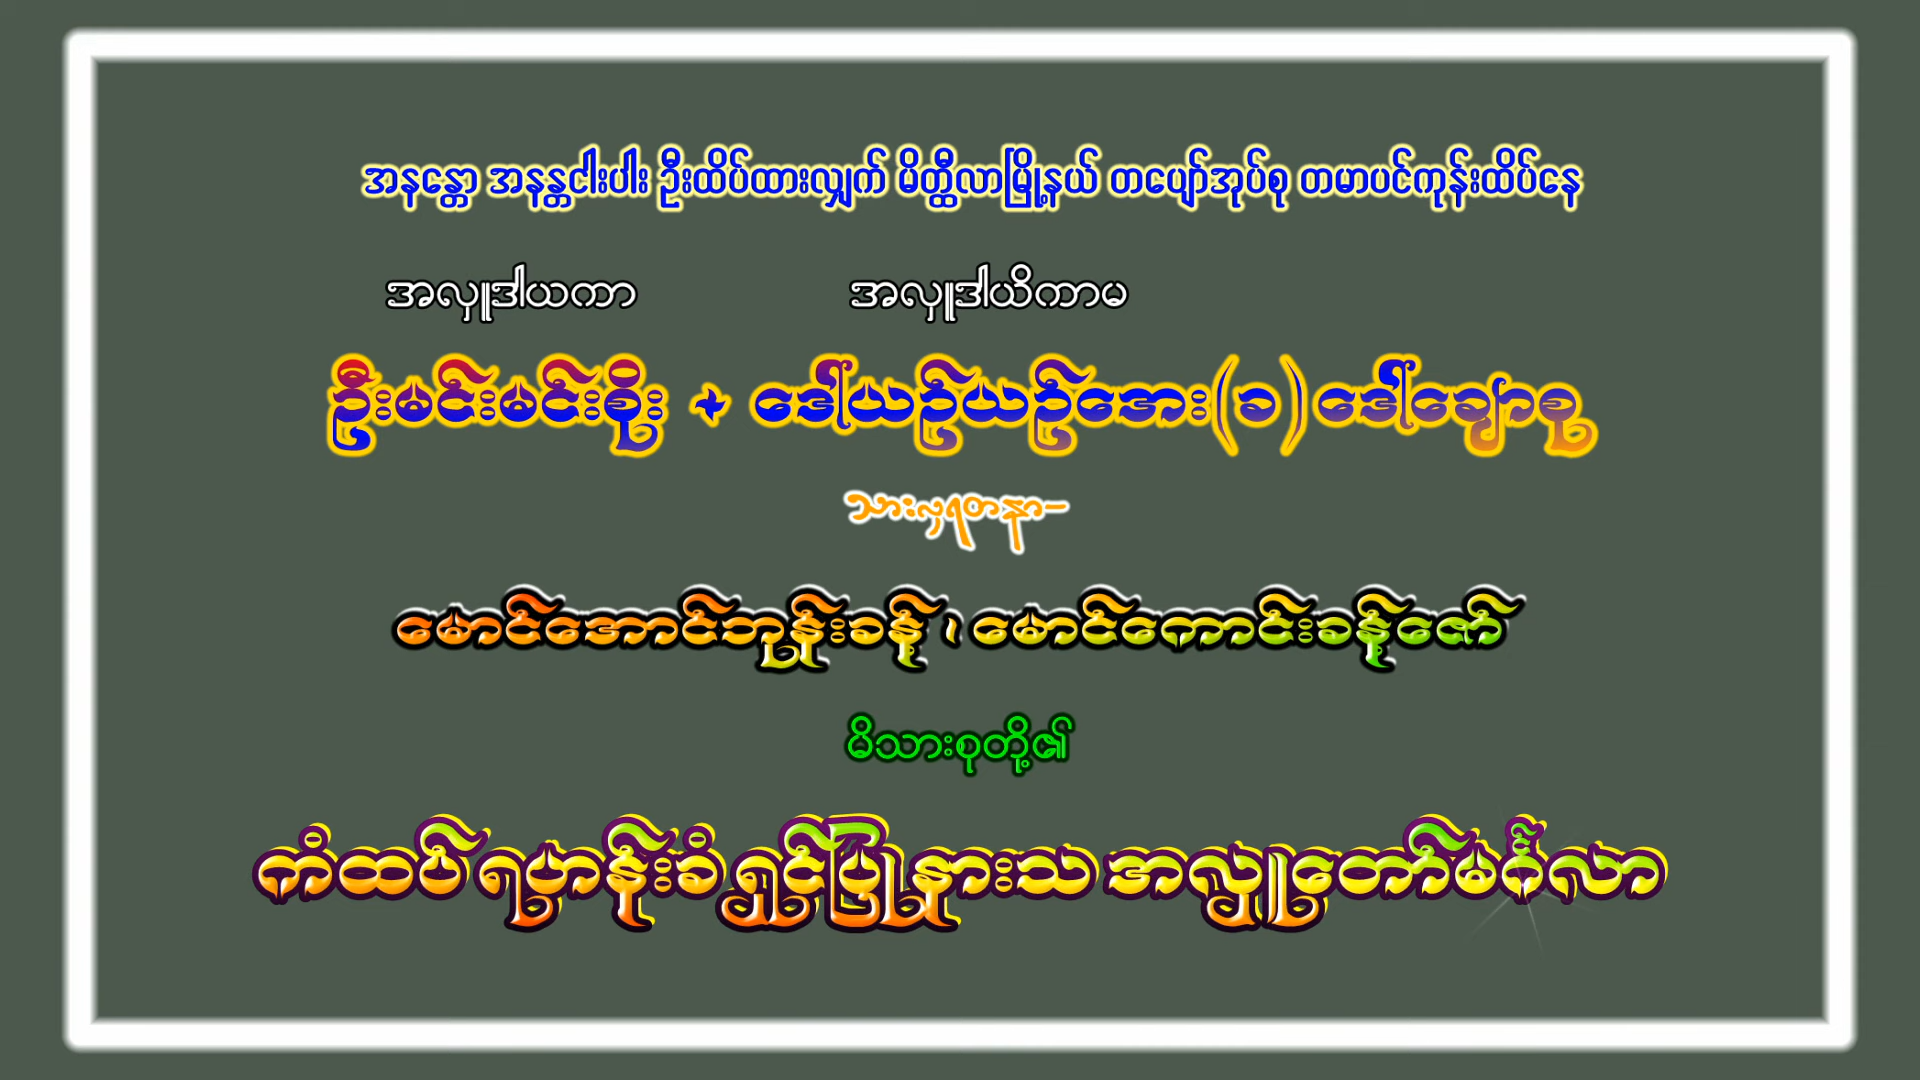 အနန္တော အနန္တငါးပါး ဦးထိပ်ထားလျှက် မိတ္ထီလာမြို့နယ် တပျော်အုပ်စု တမာပင်ကုန်းထိပ်နေ
အလှူဒါယကာ အလှူဒါယိကာမ
ဦးမင်းမင်းစိုး + ဒေါ်ယဉ်ယဉ်အေး(ခ)ဒေါ်ချောစု
သားလှရတနာ-
မောင်အောင်ဘုန်းခန့်၊ မောင်ကောင်းခန့်ဇော်
မိသားစုတို့၏
ကံထပ် ရဟန်းခံ ရှင်ပြု နားသ အလှူတော်မင်္ဂလာ